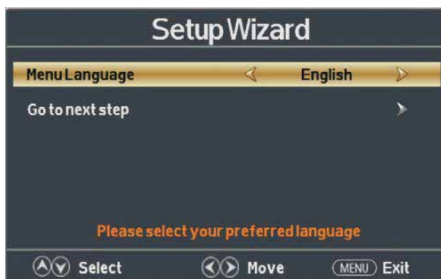 Setup Wizard
Menu Language English
Go to next step
Please select your preferred language
Select Move MENU Exit